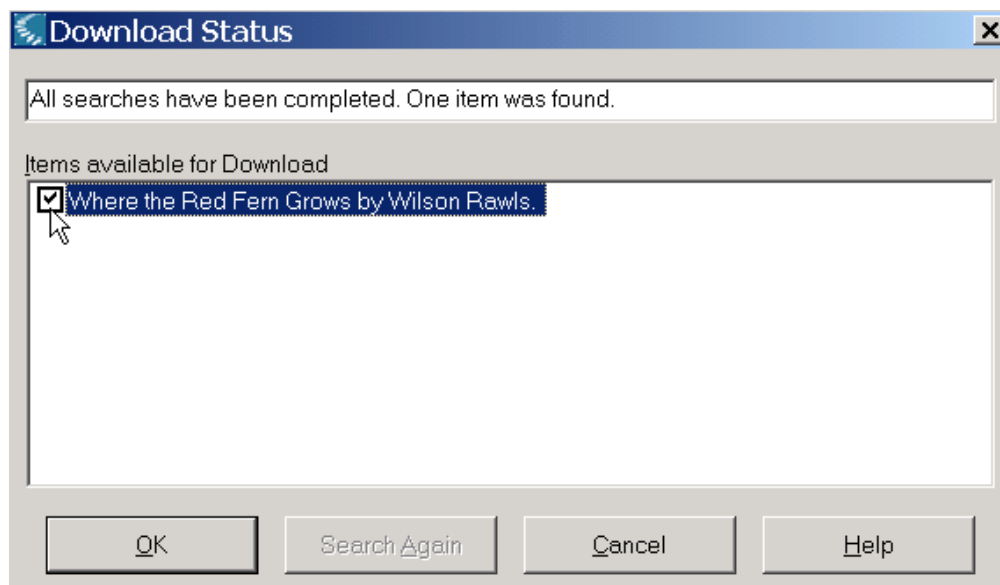 Download Status
All searches have been completed. One item was found.
Items available for Download
Where the Red Fern Grows by Wilson Rawls.
OK Search Again Cancel Help